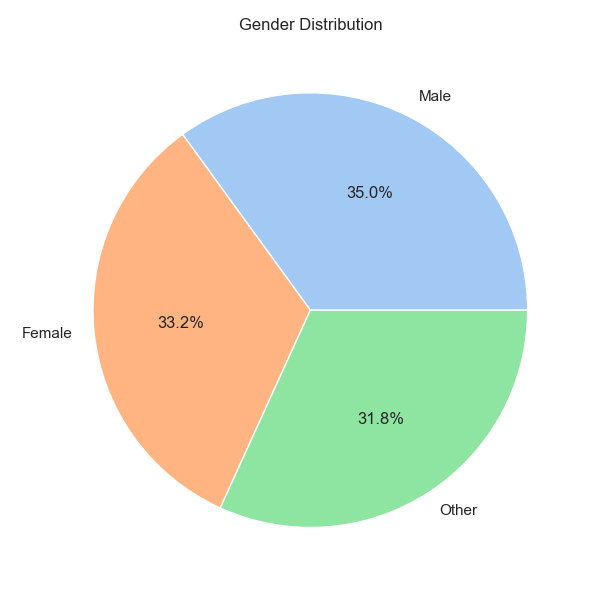 Gender Distribution
Male
35.0%
33.2%
Female
31.8%
Other